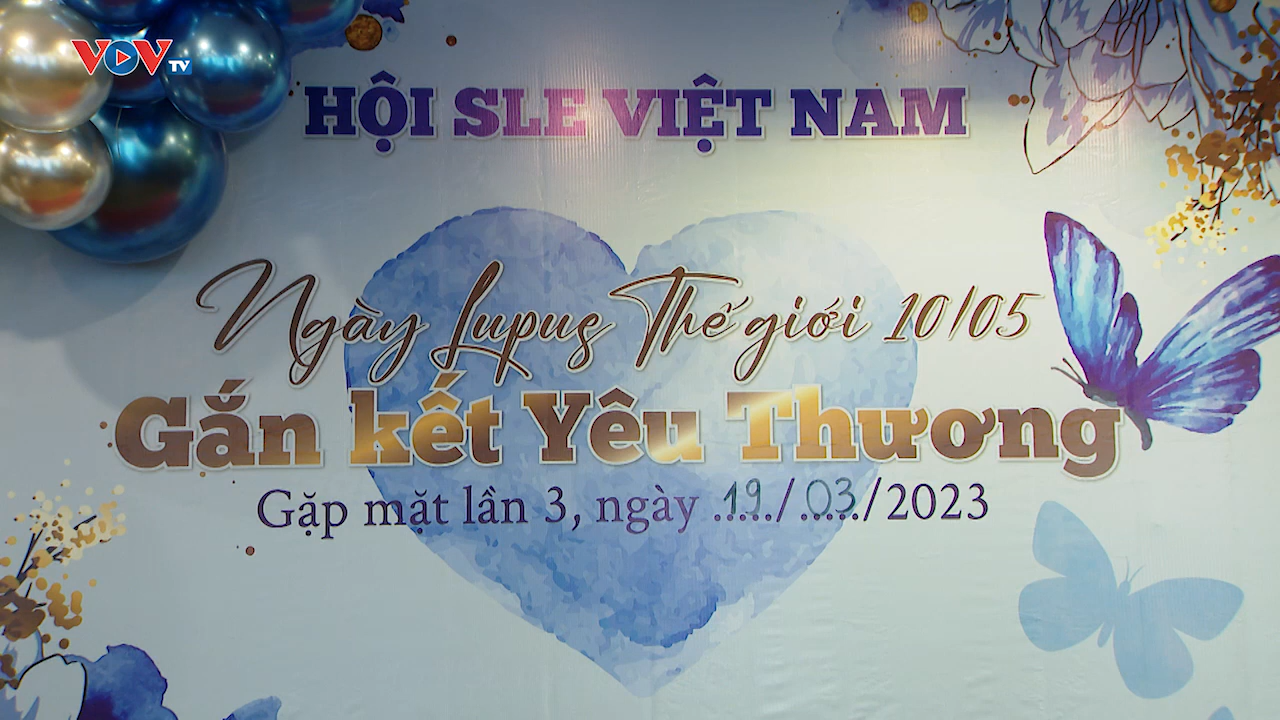 VOV TV
HỘI SLE VIỆT NAM
Ngày Lupus Thế giới 10/05
Gắn kết Yêu Thương
Gặp mặt lần 3, ngày ..19../..03../2023